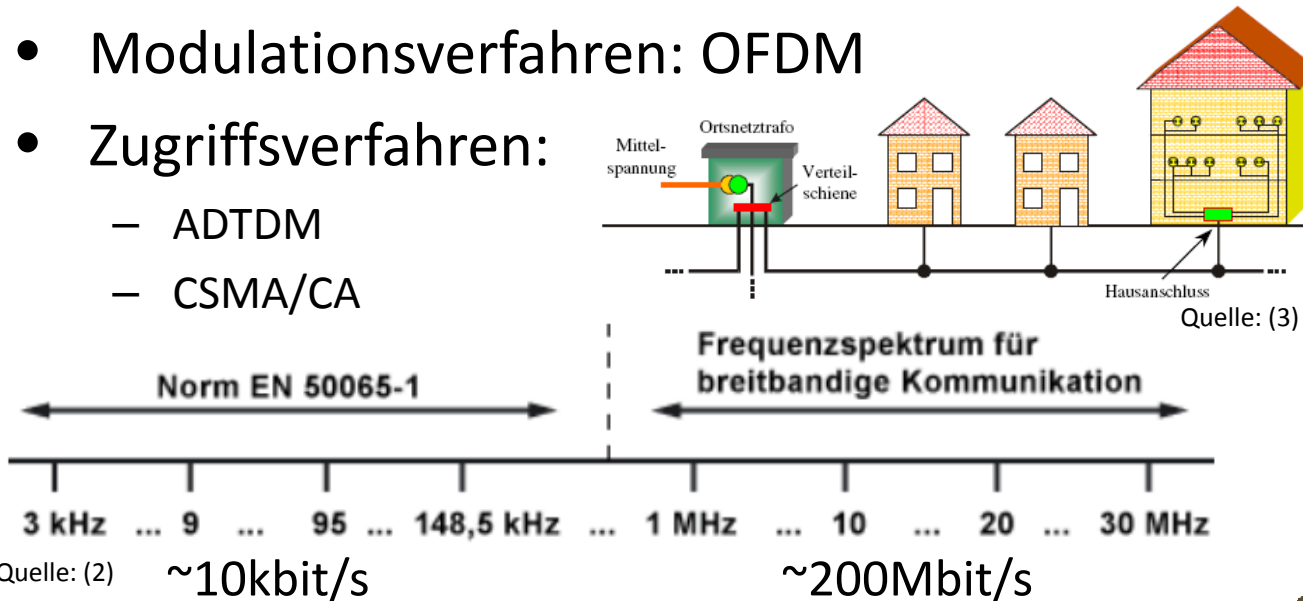 • Modulationsverfahren: OFDM
• Zugriffsverfahren:
– ADTDM
– CSMA/CA
Ortsnetztrafo
Mittel-
spannung
Verteil-
schiene
Hausanschluss
Quelle: (3)
Norm EN 50065-1
Frequenzspektrum für
breitbandige Kommunikation
3 kHz ... 9 ... 95 ... 148,5 kHz ... 1 MHz ... 10 ... 20 ... 30 MHz
Quelle: (2)
~10kbit/s
~200Mbit/s